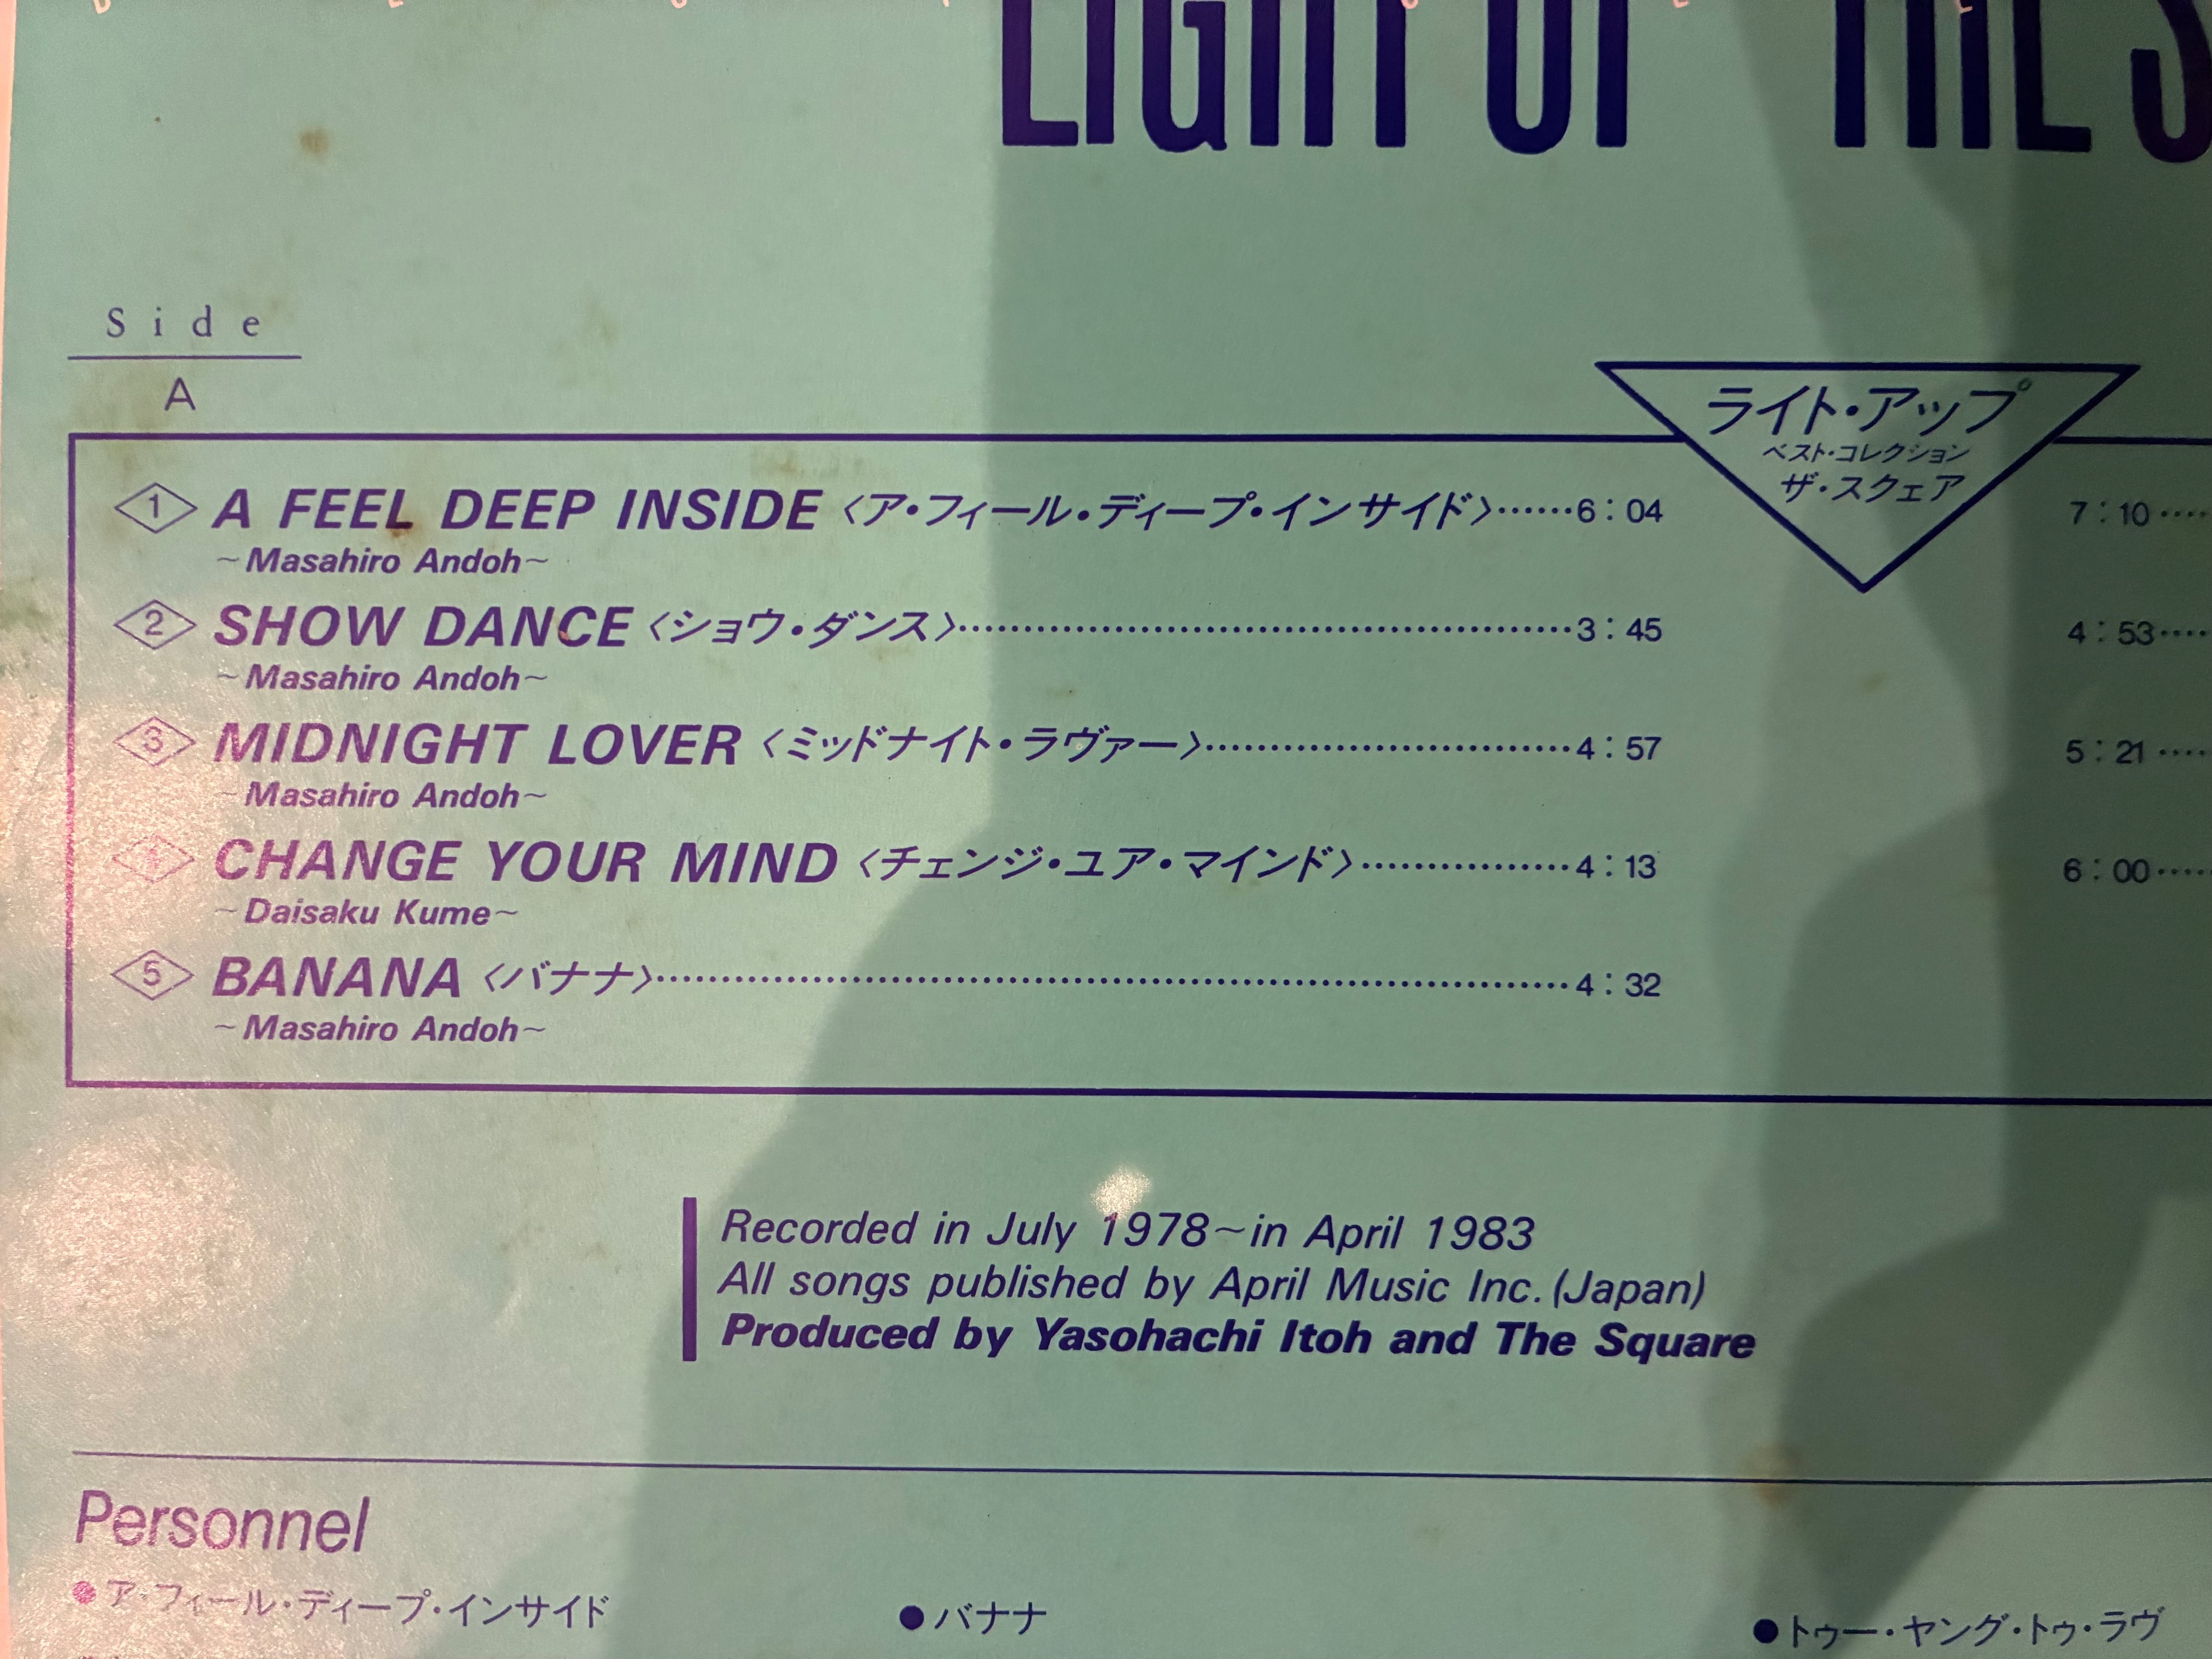 Side
A
ライト・アップ
ベスト・コレクション
ザ・スクェア
1 A FEEL DEEP INSIDE〈ア・フィール・ディープ・インサイド〉……6：04
~Masahiro Andoh~
2 SHOW DANCE〈ショウ・ダンス〉……3：45
~Masahiro Andoh~
3 MIDNIGHT LOVER〈ミッドナイト・ラヴァー〉……4：57
~Masahiro Andoh~
4 CHANGE YOUR MIND〈チェンジ・ユア・マインド〉……4：13
~Daisaku Kume~
5 BANANA〈バナナ〉……4：32
~Masahiro Andoh~
7：10……
4：53……
5：21……
6：00……
Recorded in July 1978~in April 1983
All songs published by April Music Inc. (Japan)
Produced by Yasohachi Itoh and The Square
Personnel
●ア・フィール・ディープ・インサイド
●バナナ
●トゥー・ヤング・トゥ・ラヴ